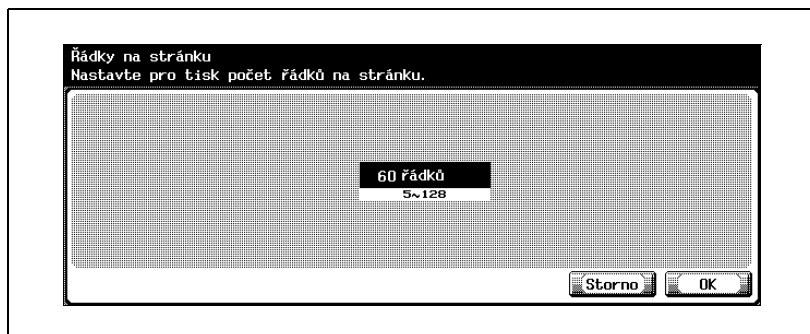 Řádky na stránku
Nastavte pro tisk počet řádků na stránku.
60 řádků
5~128
Storno OK